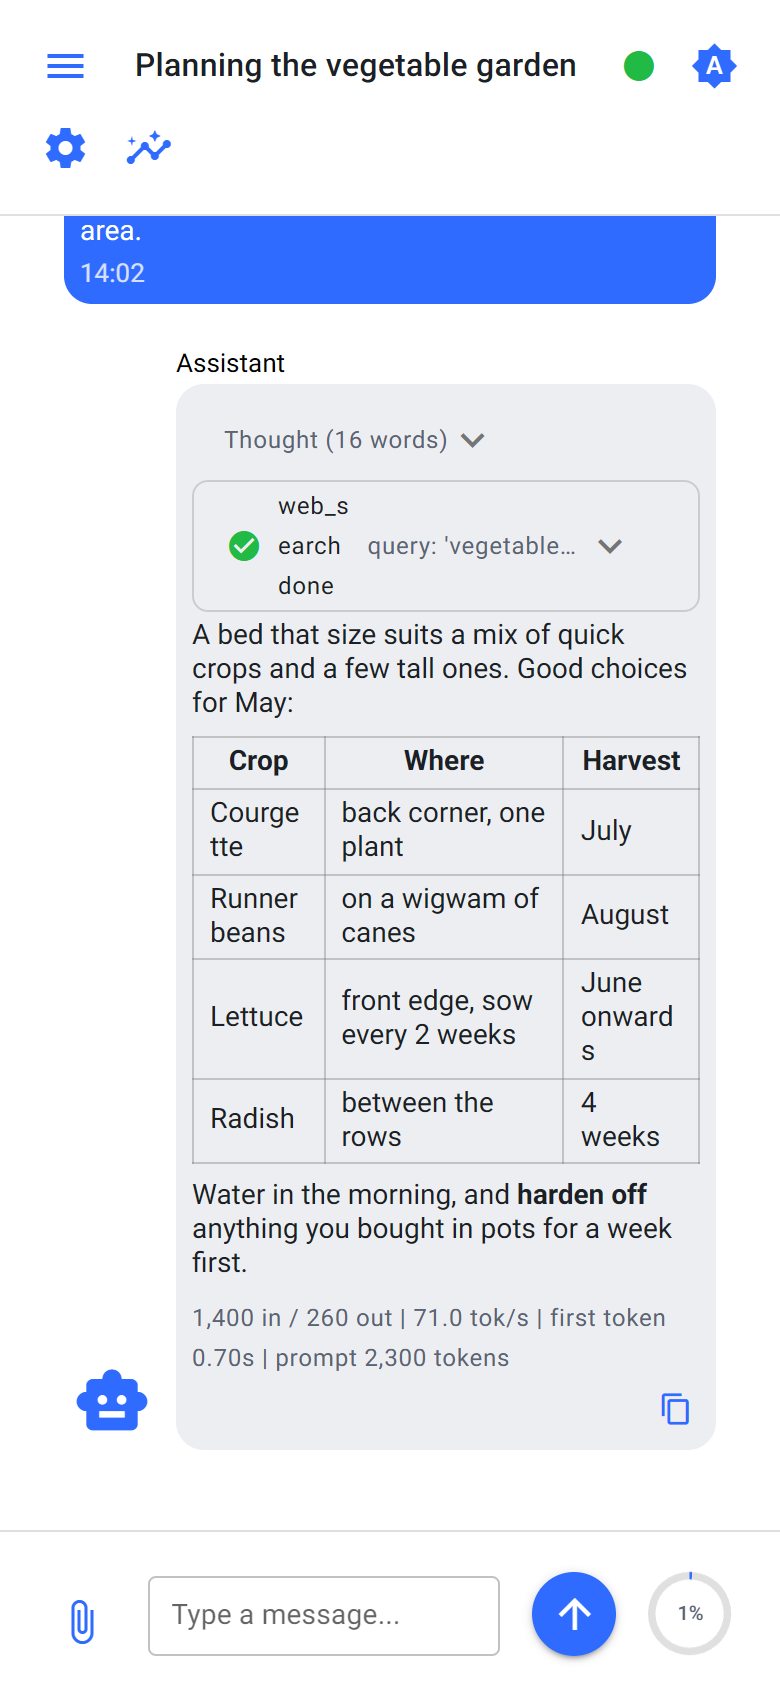 Planning the vegetable garden
A
area.
14:02
Assistant
Thought (16 words)
web_s
earch query: 'vegetable...
done
A bed that size suits a mix of quick
crops and a few tall ones. Good choices
for May:
Crop Where Harvest
Courge
tte
back corner, one
plant
July
Runner
beans
on a wigwam of
canes
August
Lettuce
front edge, sow
every 2 weeks
June
onward
s
Radish
between the
rows
4
weeks
Water in the morning, and harden off
anything you bought in pots for a week
first.
1,400 in / 260 out | 71.0 tok/s | first token
0.70s | prompt 2,300 tokens
Type a message...
1%